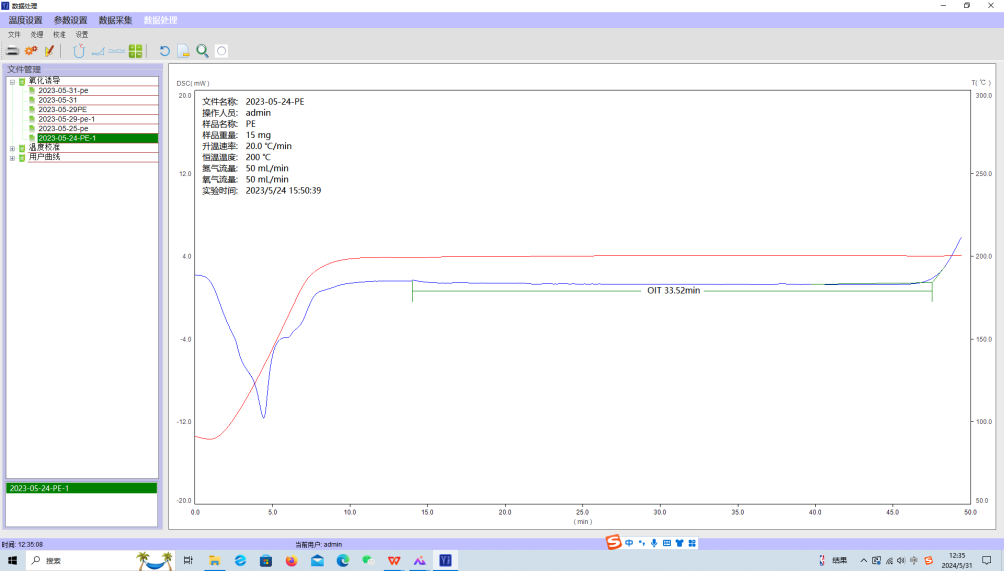 数据处理
温度设置 参数设置 数据采集 数据处理
文件 处理 校准 设置
文件管理
氧化诱导
2023-05-31-pe
2023-05-31
2023-05-29PE
2023-05-29-pe-1
2023-05-25-pe
2023-05-24-PE-1
温度校准
用户曲线
2023-05-24-PE-1
DSC( mW )
T( ℃ )
20.0
12.0
4.0
-4.0
-12.0
-20.0
文件名称: 2023-05-24-PE
操作人员: admin
样品名称: PE
样品重量: 15 mg
升温速率: 20.0 ℃/min
恒温温度: 200 ℃
氮气流量: 50 mL/min
氧气流量: 50 mL/min
实验时间: 2023/5/24 15:50:39
OIT 33.52min
300.0
250.0
200.0
150.0
100.0
50.0
0.0 5.0 10.0 15.0 20.0 25.0 30.0 35.0 40.0 45.0 50.0
( min )
时间: 12:35:08 当前用户: admin
中
搜索
结果
中
12:35
2024/5/31